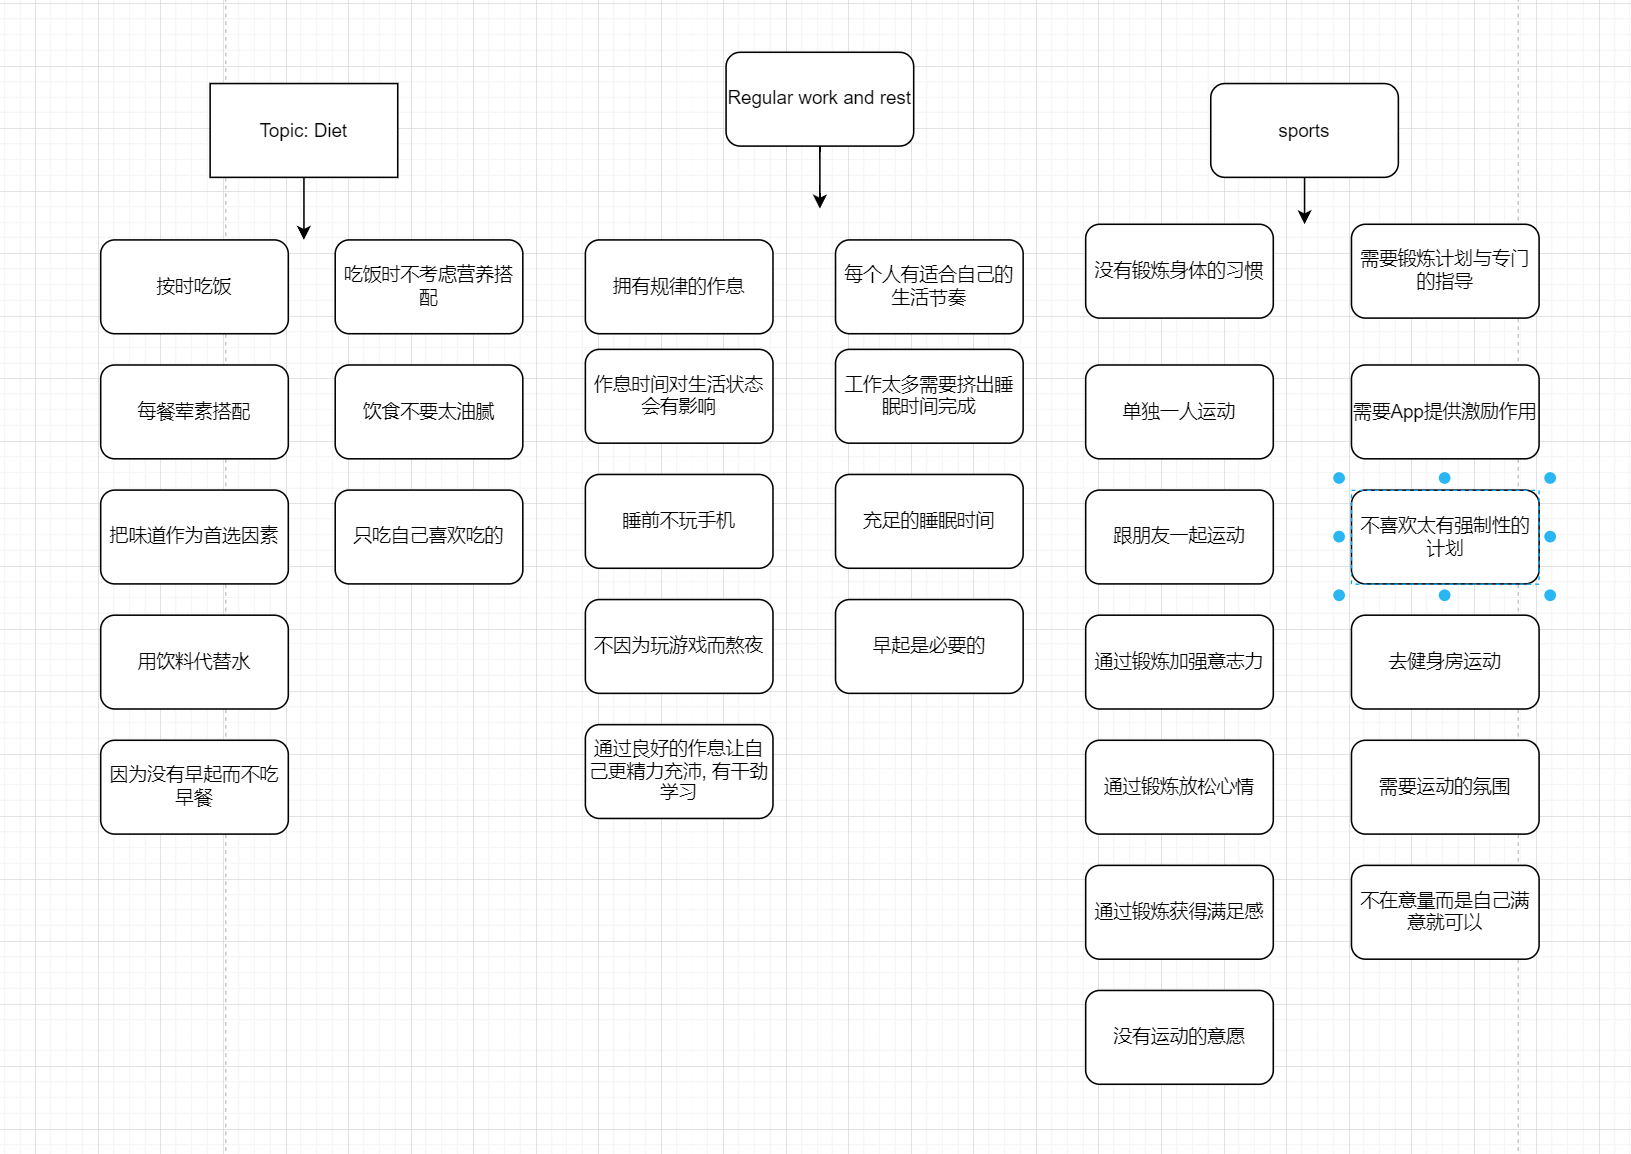 Topic: Diet
按时吃饭
吃饭时不考虑营养搭
配
每餐荤素搭配
饮食不要太油腻
把味道作为首选因素
只吃自己喜欢吃的
用饮料代替水
因为没有早起而不吃
早餐
Regular work and rest
拥有规律的作息
每个人有适合自己的
生活节奏
作息时间对生活状态
会有影响
工作太多需要挤出睡
眠时间完成
睡前不玩手机
充足的睡眠时间
不因为玩游戏而熬夜
早起是必要的
通过良好的作息让自
己更精力充沛, 有干劲
学习
sports
没有锻炼身体的习惯
需要锻炼计划与专门
的指导
单独一人运动
需要App提供激励作用
跟朋友一起运动
不喜欢太有强制性的
计划
通过锻炼加强意志力
去健身房运动
通过锻炼放松心情
需要运动的氛围
通过锻炼获得满足感
不在意量而是自己满
意就可以
没有运动的意愿